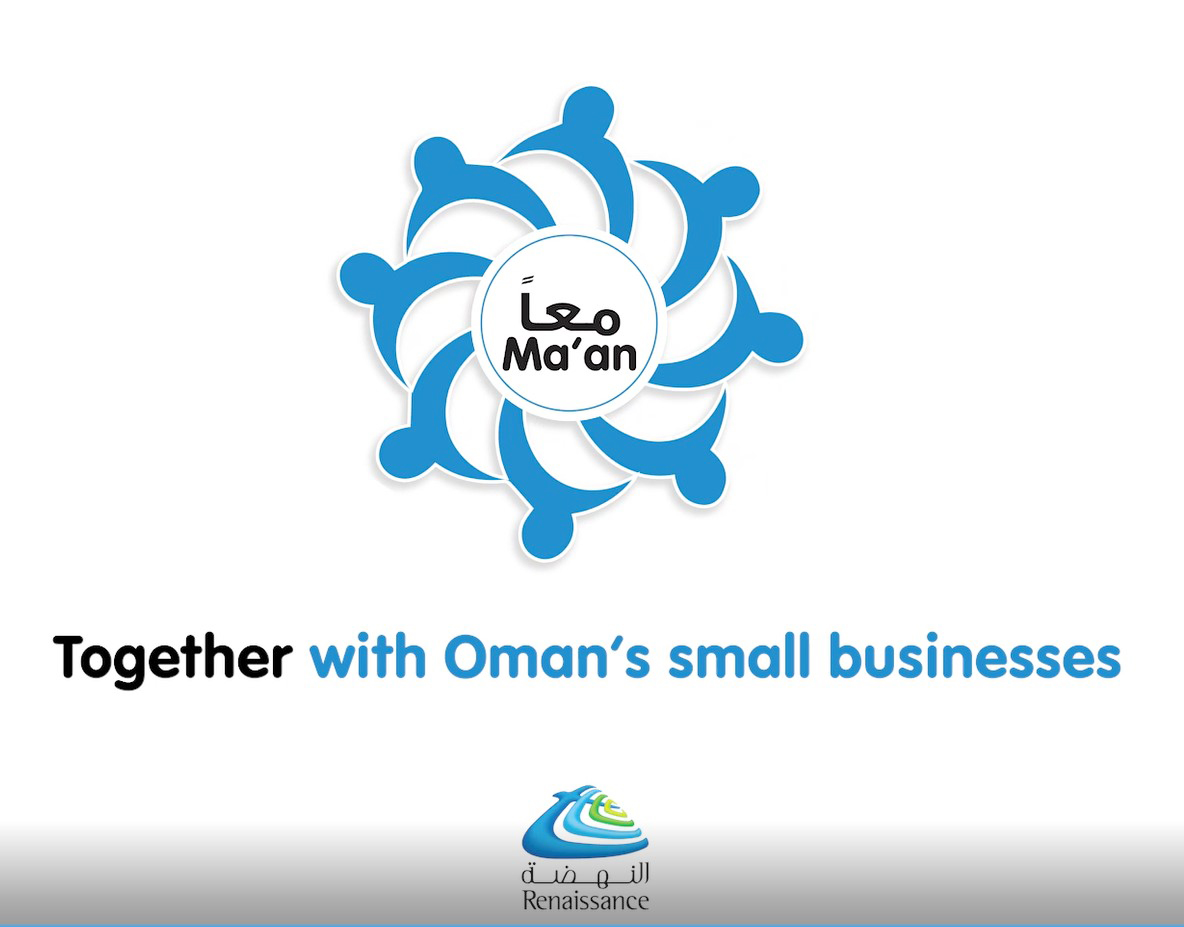 معاً
Ma'an
Together with Oman's small businesses
النهضة
Renaissance